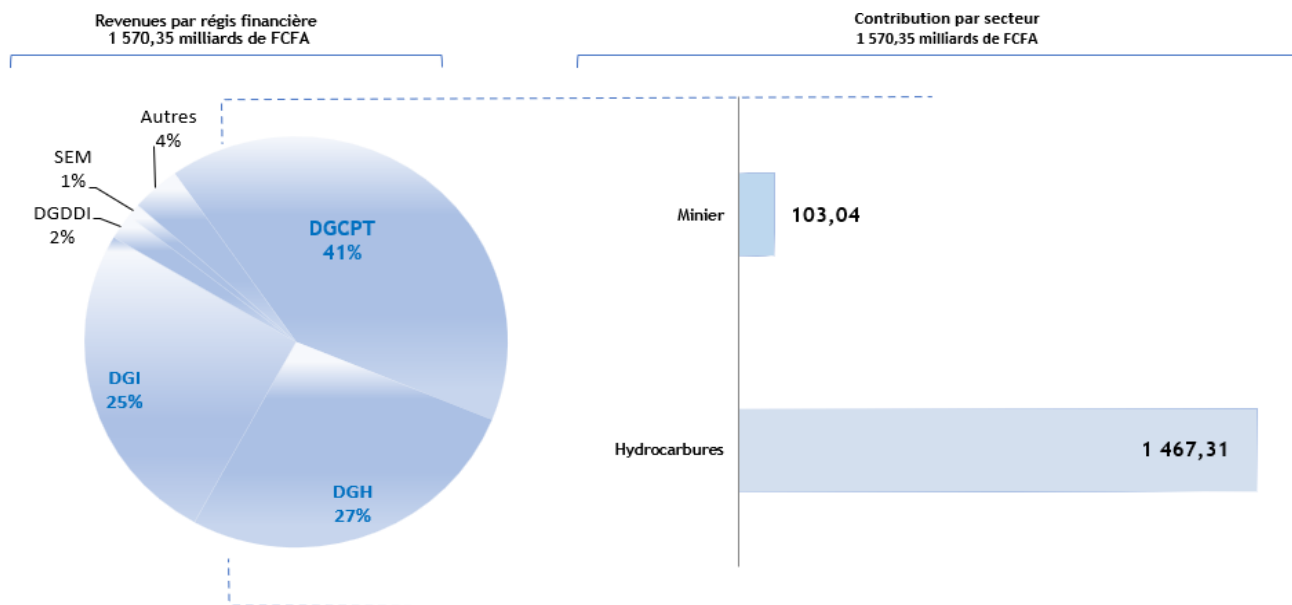 Revenues par régis financière
1 570,35 milliards de FCFA
Autres
4%
SEM
1%
DGDDI
2%
DGCPT
41%
DGI
25%
DGH
27%
Contribution par secteur
1 570,35 milliards de FCFA
Minier
103,04
Hydrocarbures
1 467,31